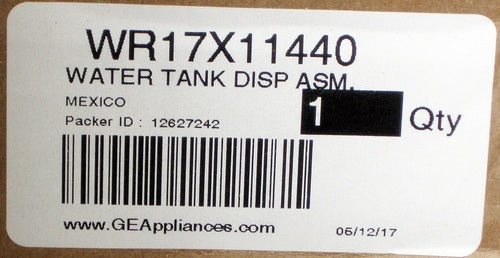 WR17X11440
WATER TANK DISP ASM.
MEXICO
Packer ID : 12627242
1 Qty
www.GEAppliances.com
06/12/17